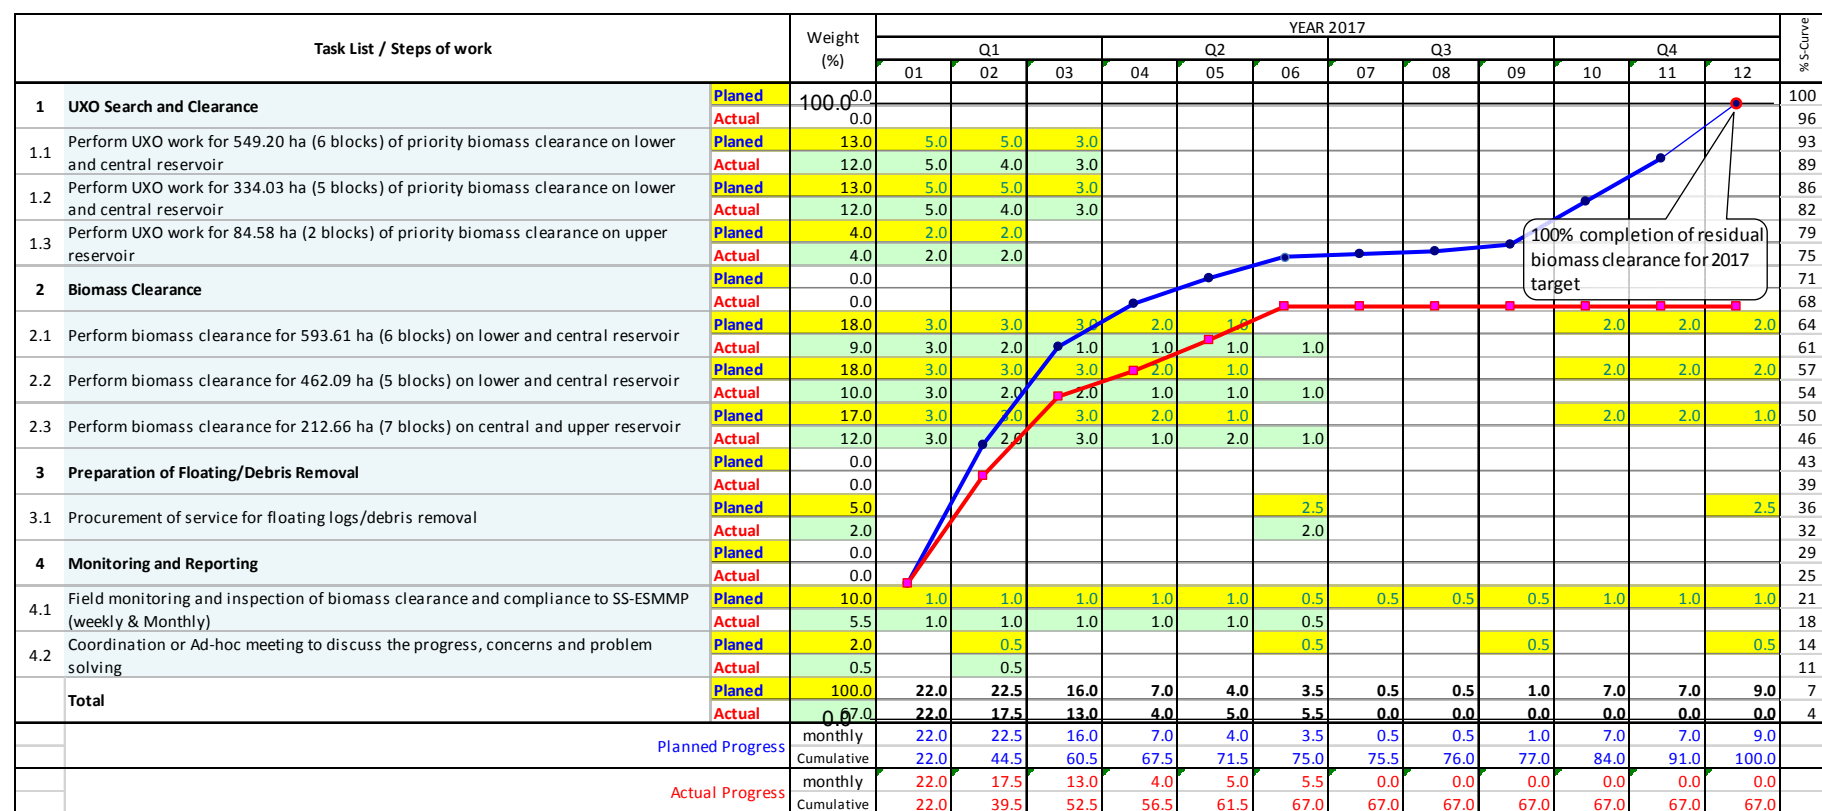 Task List / Steps of work Weight (%) YEAR 2017 % S-Curve
Q1 Q2 Q3 Q4
01 02 03 04 05 06 07 08 09 10 11 12
1 UXO Search and Clearance Planed 0.0 100
100.0
Actual 0.0 96
1.1 Perform UXO work for 549.20 ha (6 blocks) of priority biomass clearance on lower Planed 13.0 5.0 5.0 3.0 93
and central reservoir Actual 12.0 5.0 4.0 3.0 89
1.2 Perform UXO work for 334.03 ha (5 blocks) of priority biomass clearance on lower Planed 13.0 5.0 5.0 3.0 86
and central reservoir Actual 12.0 5.0 4.0 3.0 82
1.3 Perform UXO work for 84.58 ha (2 blocks) of priority biomass clearance on upper Planed 4.0 2.0 2.0 79
reservoir Actual 4.0 2.0 2.0 75
100% completion of residual
biomass clearance for 2017
target
2 Biomass Clearance Planed 0.0 71
Actual 0.0 68
2.1 Perform biomass clearance for 593.61 ha (6 blocks) on lower and central reservoir Planed 18.0 3.0 3.0 3.0 2.0 1.0 2.0 2.0 2.0 64
Actual 9.0 3.0 2.0 1.0 1.0 1.0 1.0 61
2.2 Perform biomass clearance for 462.09 ha (5 blocks) on lower and central reservoir Planed 18.0 3.0 3.0 3.0 2.0 1.0 2.0 2.0 2.0 57
Actual 10.0 3.0 2.0 2.0 1.0 1.0 1.0 54
2.3 Perform biomass clearance for 212.66 ha (7 blocks) on central and upper reservoir Planed 17.0 3.0 3.0 3.0 2.0 1.0 2.0 2.0 1.0 50
Actual 12.0 3.0 2.0 3.0 1.0 2.0 1.0 46
3 Preparation of Floating/Debris Removal Planed 0.0 43
Actual 0.0 39
3.1 Procurement of service for floating logs/debris removal Planed 5.0 2.5 2.5 36
Actual 2.0 2.0 32
4 Monitoring and Reporting Planed 0.0 29
Actual 0.0 25
4.1 Field monitoring and inspection of biomass clearance and compliance to SS-ESMMP Planed 10.0 1.0 1.0 1.0 1.0 1.0 0.5 0.5 0.5 0.5 1.0 1.0 1.0 21
(weekly & Monthly) Actual 5.5 1.0 1.0 1.0 1.0 1.0 0.5 18
4.2 Coordination or Ad-hoc meeting to discuss the progress, concerns and problem Planed 2.0 0.5 0.5 0.5 0.5 14
solving Actual 0.5 0.5 11
Total Planed 100.0 22.0 22.5 16.0 7.0 4.0 3.5 0.5 0.5 1.0 7.0 7.0 9.0 7
Actual 67.0 22.0 17.5 13.0 4.0 5.0 5.5 0.0 0.0 0.0 0.0 0.0 0.0 4
0.0
Planned Progress monthly 22.0 22.5 16.0 7.0 4.0 3.5 0.5 0.5 1.0 7.0 7.0 9.0
Cumulative 22.0 44.5 60.5 67.5 71.5 75.0 75.5 76.0 77.0 84.0 91.0 100.0
Actual Progress monthly 22.0 17.5 13.0 4.0 5.0 5.5 0.0 0.0 0.0 0.0 0.0 0.0
Cumulative 22.0 39.5 52.5 56.5 61.5 67.0 67.0 67.0 67.0 67.0 67.0 67.0